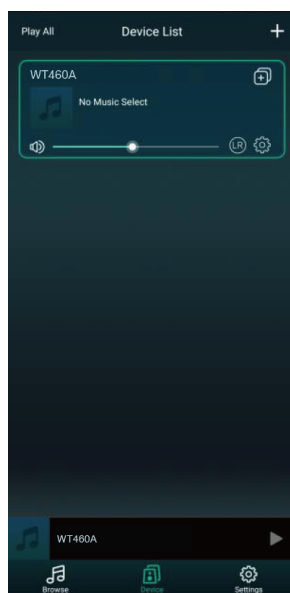 Play All Device List +
WT460A
No Music Select
LR
WT460A
Browse Device Settings